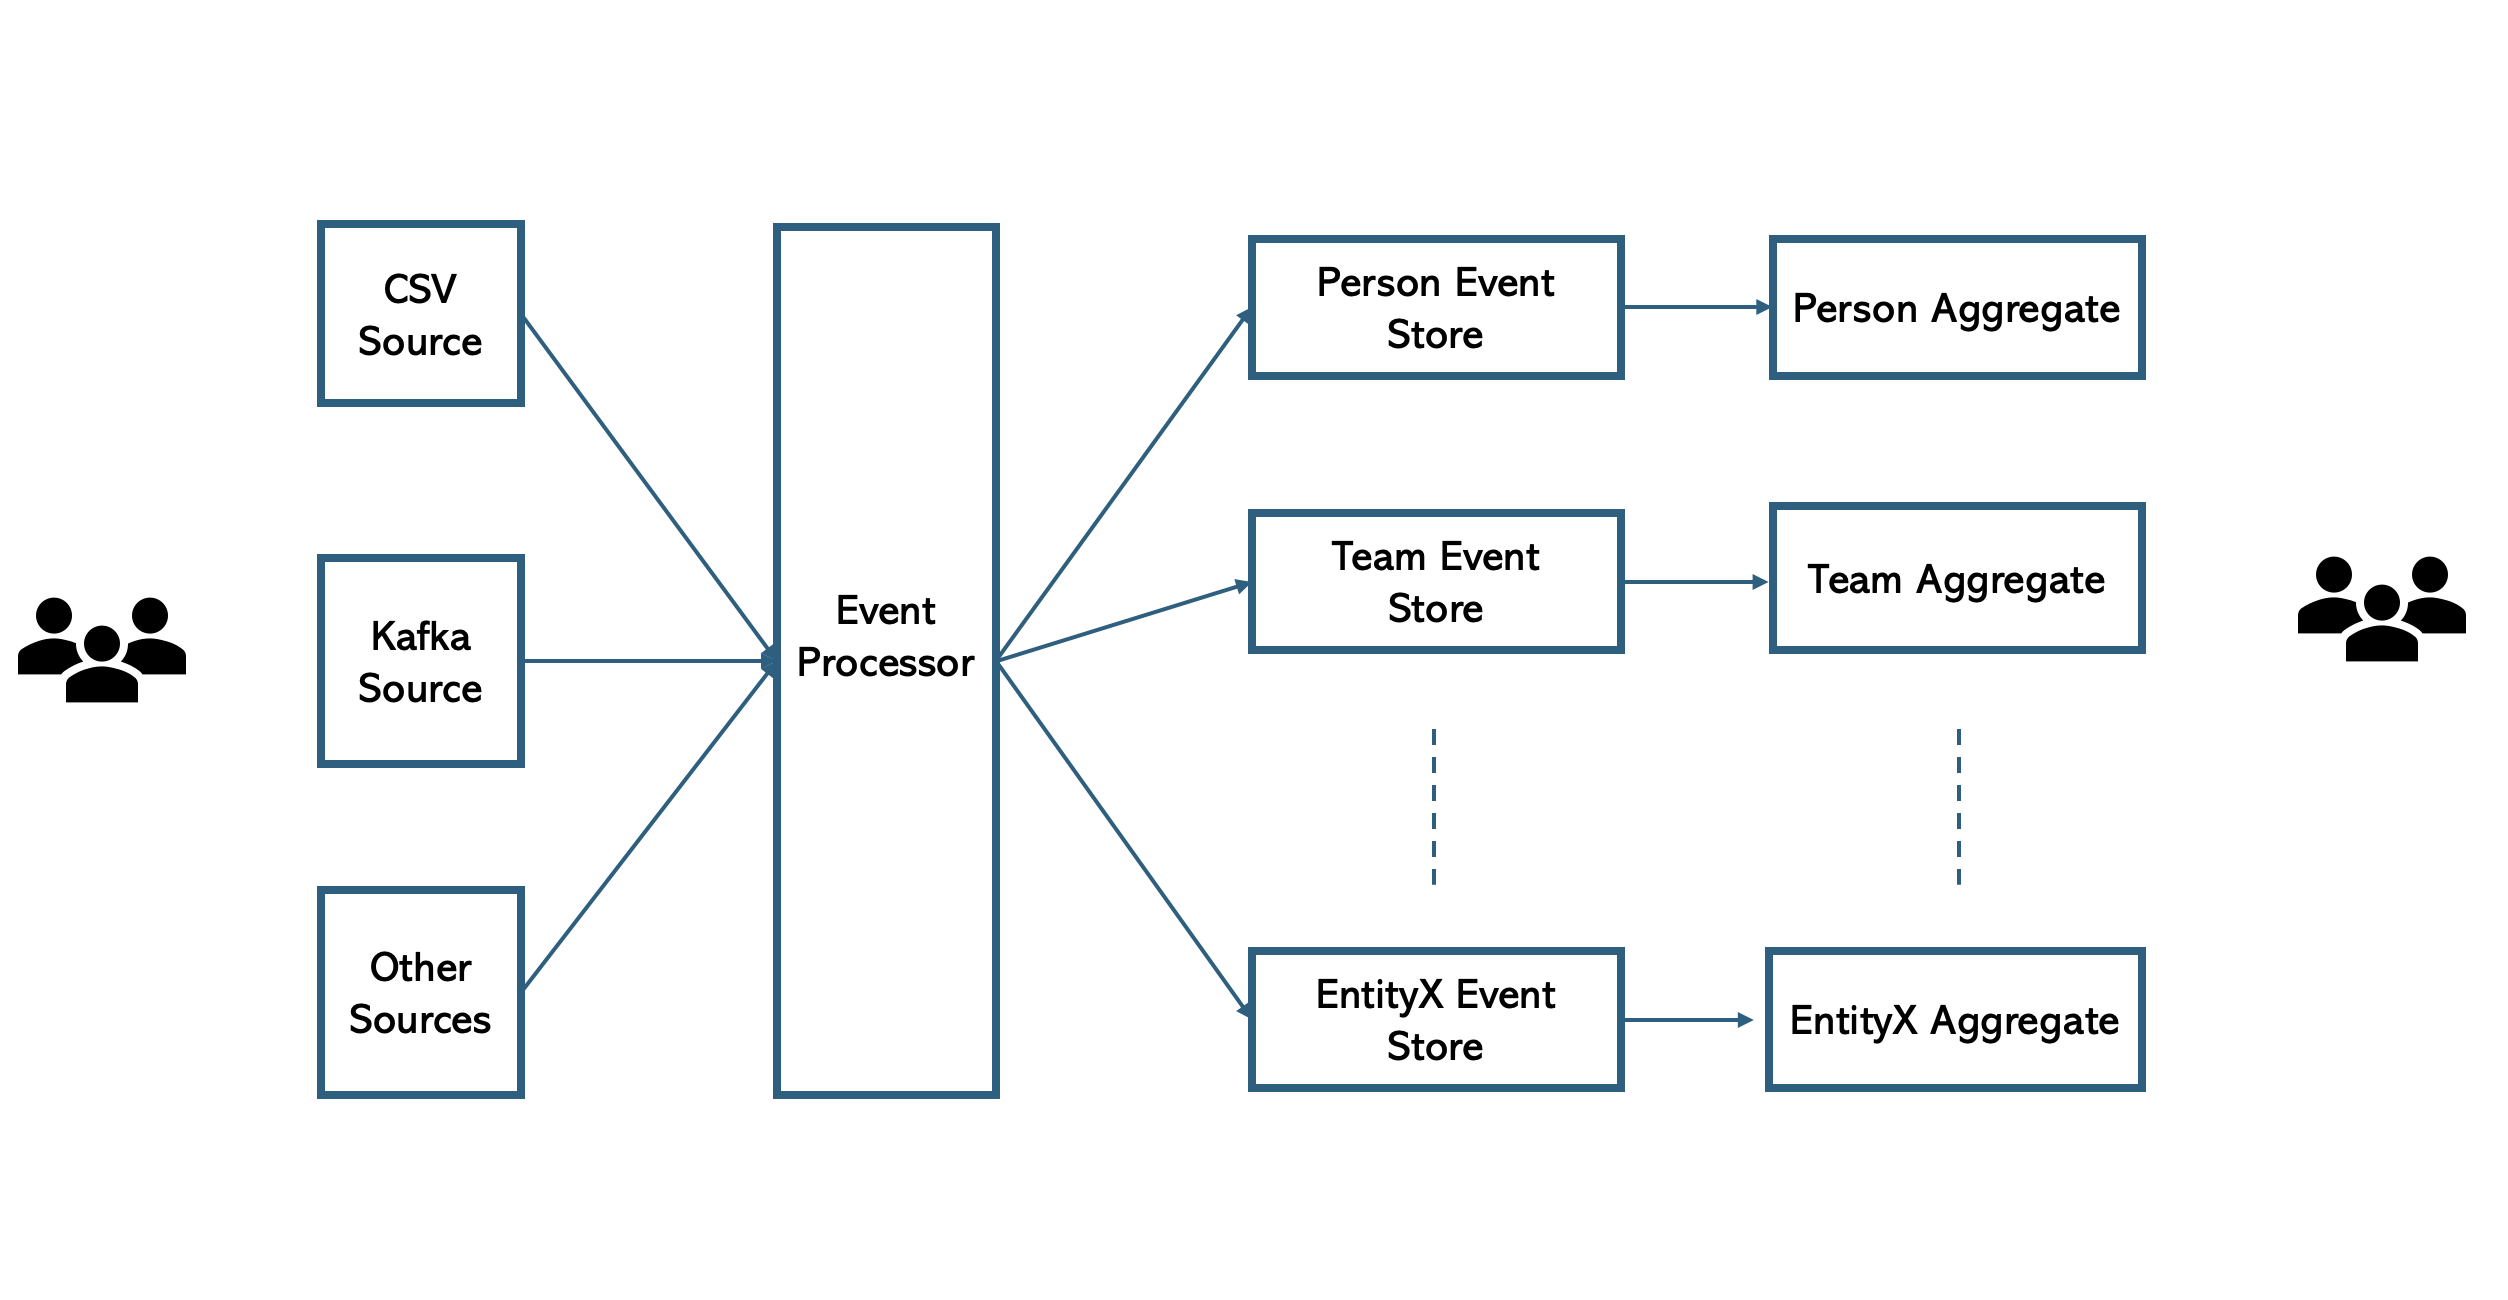 CSV
Source
Kafka
Source
Other
Sources
Event
Processor
Person Event
Store
Team Event
Store
EntityX Event
Store
Person Aggregate
Team Aggregate
EntityX Aggregate